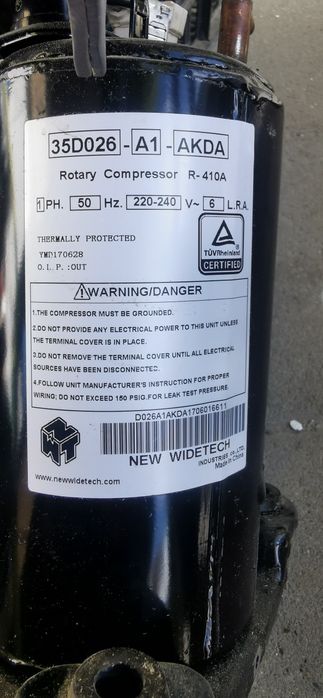 35D026-A1-AKDA
Rotary Compressor R-410A
1 PH. 50 Hz. 220-240 V~ 6 L.R.A.
THERMALLY PROTECTED
YMD170628
O.L.P.:OUT
TÜVRheinland
CERTIFIED
WARNING/DANGER
1.THE COMPRESSOR MUST BE GROUNDED.
2.DO NOT PROVIDE ANY ELECTRICAL POWER TO THIS UNIT UNLESS
THE TERMINAL COVER IS IN PLACE.
3.DO NOT REMOVE THE TERMINAL COVER UNTIL ALL ELECTRICAL
SOURCES HAVE BEEN DISCONNECTED.
4.FOLLOW UNIT MANUFACTURER'S INSTRUCTION FOR PROPER
WIRING; DO NOT EXCEED 150 PSIG.FOR LEAK TEST PRESSURE.
D026A1AKDA1706016611
NEW WIDETECH
INDUSTRIES CO.,LTD.
Made in China
www.newwidetech.com